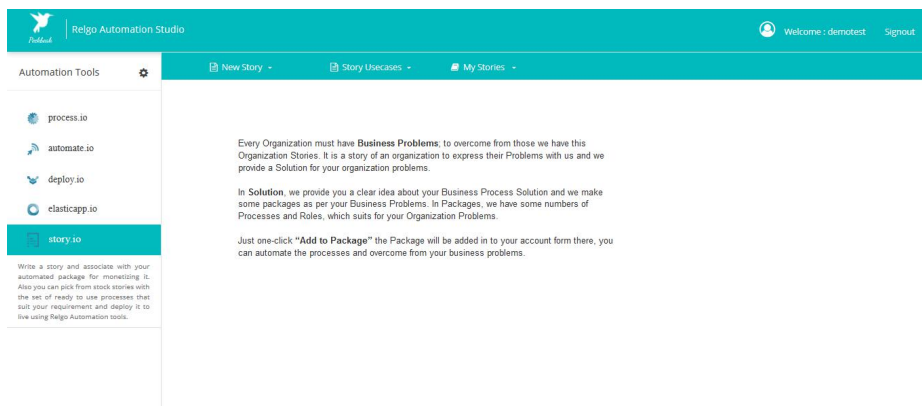 Relgo Automation Studio
Welcome : demotest
Signout
Automation Tools
New Story
Story Usecases
My Stories
process.io
automate.io
deploy.io
elasticapp.io
story.io
Write a story and associate with your
automated package for monetizing it.
Also you can pick from stock stories with
the set of ready to use processes that
suit your requirement and deploy it to
live using Relgo Automation tools.
Every Organization must have Business Problems; to overcome from those we have this
Organization Stories. It is a story of an organization to express their Problems with us and we
provide a Solution for your organization problems.
In Solution, we provide you a clear idea about your Business Process Solution and we make
some packages as per your Business Problems. In Packages, we have some numbers of
Processes and Roles, which suits for your Organization Problems.
Just one-click “Add to Package” the Package will be added in to your account form there, you
can automate the processes and overcome from your business problems.